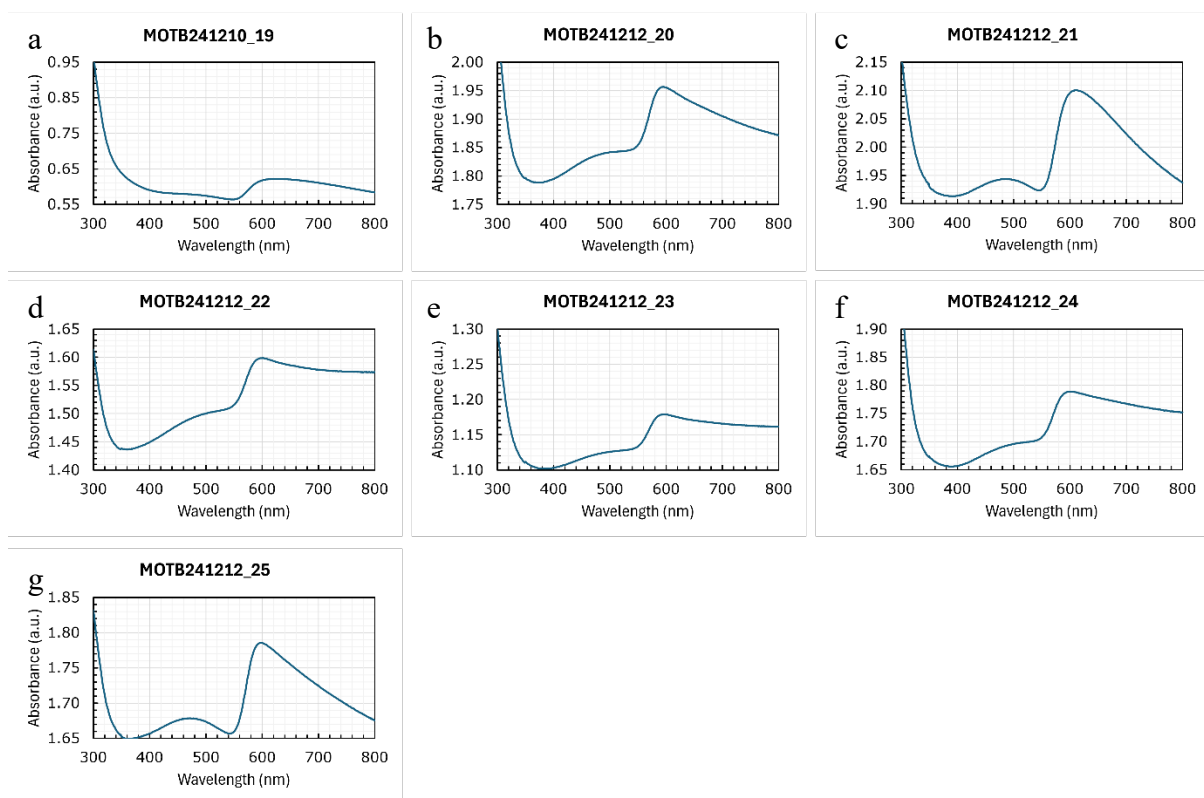 a
MOTB241210_19
Absorbance (a.u.)
0.95
0.85
0.75
0.65
0.55
300 400 500 600 700 800
Wavelength (nm)
b
MOTB241212_20
Absorbance (a.u.)
2.00
1.95
1.90
1.85
1.80
1.75
300 400 500 600 700 800
Wavelength (nm)
c
MOTB241212_21
Absorbance (a.u.)
2.15
2.10
2.05
2.00
1.95
1.90
300 400 500 600 700 800
Wavelength (nm)
d
MOTB241212_22
Absorbance (a.u.)
1.65
1.60
1.55
1.50
1.45
1.40
300 400 500 600 700 800
Wavelength (nm)
e
MOTB241212_23
Absorbance (a.u.)
1.30
1.25
1.20
1.15
1.10
300 400 500 600 700 800
Wavelength (nm)
f
MOTB241212_24
Absorbance (a.u.)
1.90
1.85
1.80
1.75
1.70
1.65
300 400 500 600 700 800
Wavelength (nm)
g
MOTB241212_25
Absorbance (a.u.)
1.85
1.80
1.75
1.70
1.65
300 400 500 600 700 800
Wavelength (nm)